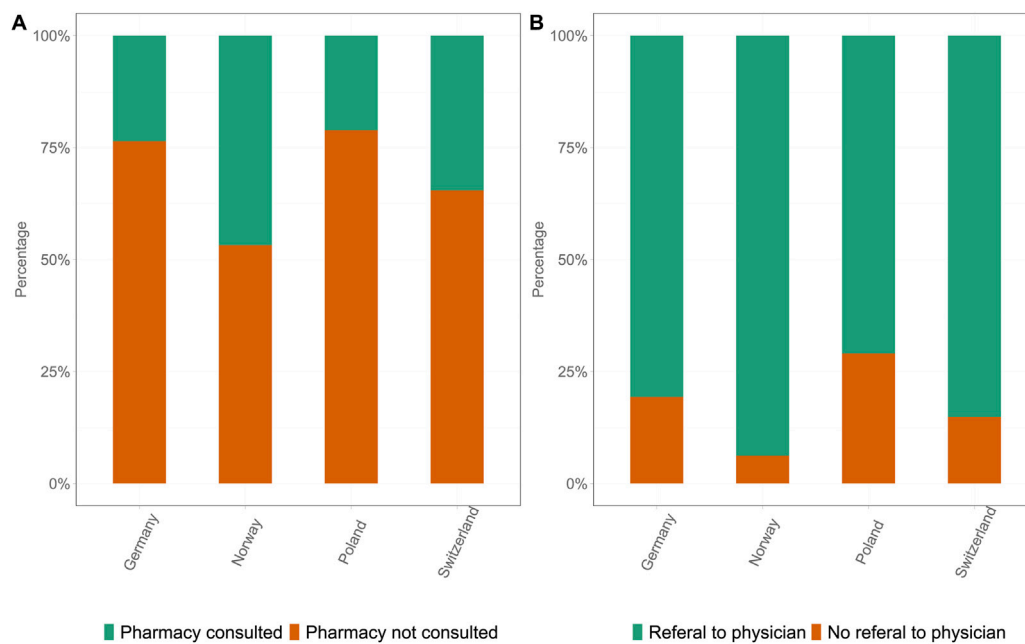 A
B
100%
75%
50%
25%
0%
Percentage
Germany
Norway
Poland
Switzerland
100%
75%
50%
25%
0%
Percentage
Germany
Norway
Poland
Switzerland
Pharmacy consulted Pharmacy not consulted
Referal to physician No referal to physician